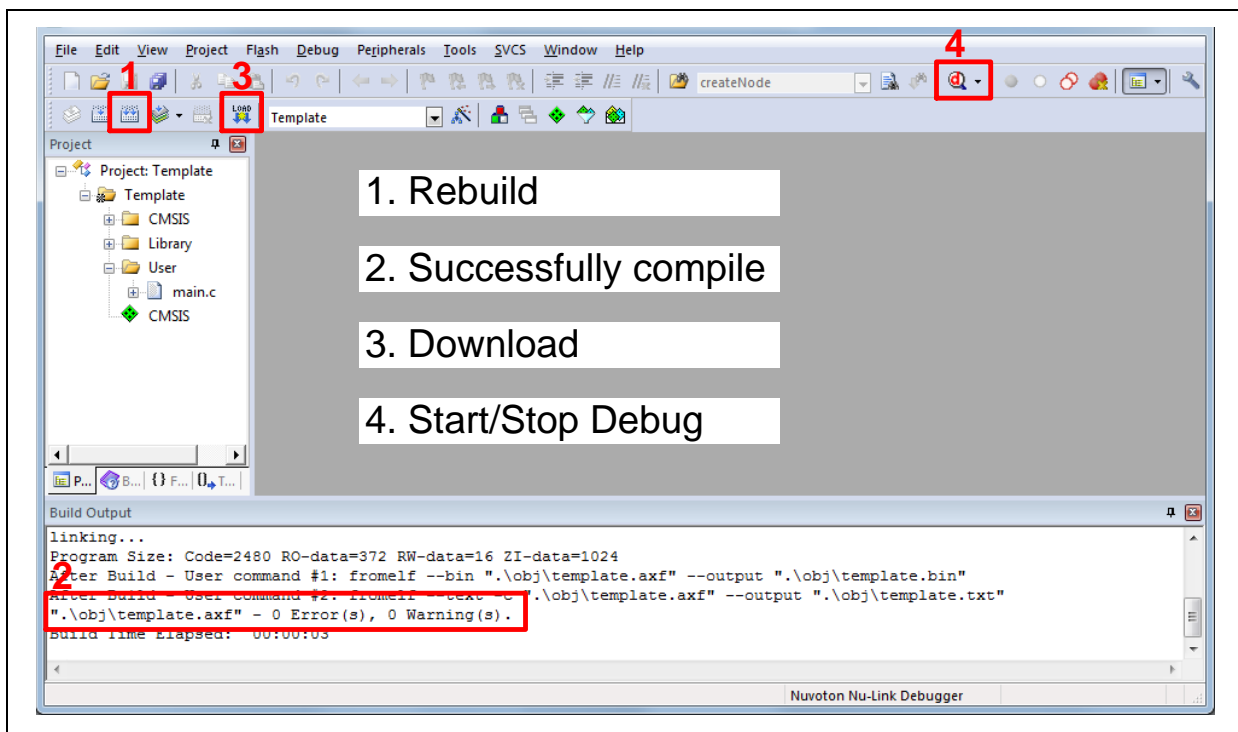 File Edit View Project Flash Debug Peripherals Tools SVCS Window Help
4
1
3
createNode
LOAD
Template
Project
Project: Template
Template
CMSIS
Library
User
main.c
CMSIS
1. Rebuild
2. Successfully compile
3. Download
4. Start/Stop Debug
P... B... {} F... 0 T...
Build Output
linking...
Program Size: Code=2480 RO-data=372 RW-data=16 ZI-data=1024
After Build - User command #1: fromelf --bin ".\obj\template.axf" --output ".\obj\template.bin"
2
After Build - User command #2: fromelf --text -c ".\obj\template.axf" --output ".\obj\template.txt"
".\obj\template.axf" - 0 Error(s), 0 Warning(s).
Build Time Elapsed: 00:00:03
Nuvoton Nu-Link Debugger